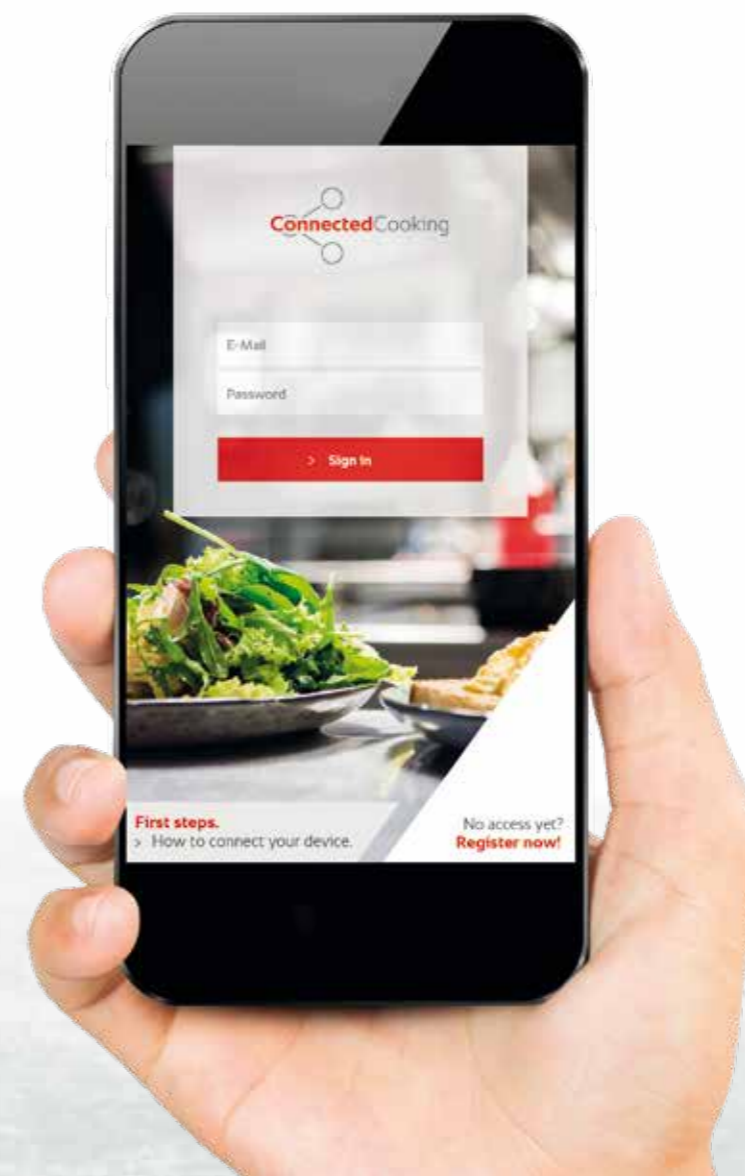 ConnectedCooking
E-Mail
Password
> Sign In
First steps.
> How to connect your device.
No access yet?
Register now!